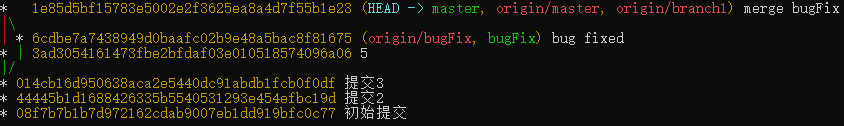 *   1e85d5bf15783e5002e2f3625ea8a4d7f55b1e23 (HEAD -> master, origin/master, origin/branch1) merge bugFix
|\
| * 6cdbe7a7438949d0baafc02b9e48a5bac8f81675 (origin/bugFix, bugFix) bug fixed
* | 3ad3054161473fbe2bfdaf03e010518574096a06 5
|/
* 014cb16d950638aca2e5440dc91abdb1fcb0f0df 提交3
* 44445b1d1688426335b5540531293e454efbc19d 提交2
* 08f7b7b1b7d972162cdab9007eb1dd919bfc0c77 初始提交